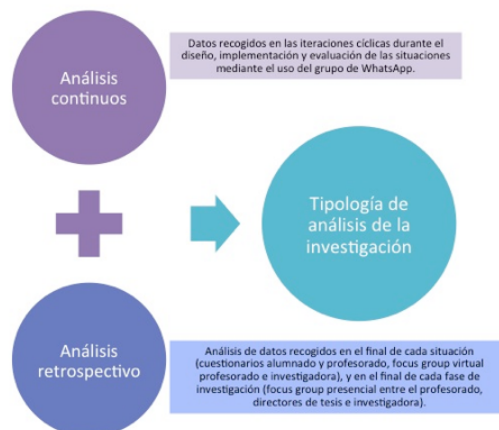 Datos recogidos en las iteraciones cíclicas durante el
diseño, implementación y evaluación de las situaciones
mediante el uso del grupo de WhatsApp.
Análisis
continuos
Tipología de
análisis de la
investigación
Análisis
retrospectivo
Análisis de datos recogidos en el final de cada situación
(cuestionarios alumnado y profesorado, focus group virtual
profesorado e investigadora), y en el final de cada fase de
investigación (focus group presencial entre el profesorado,
directores de tesis e investigadora).